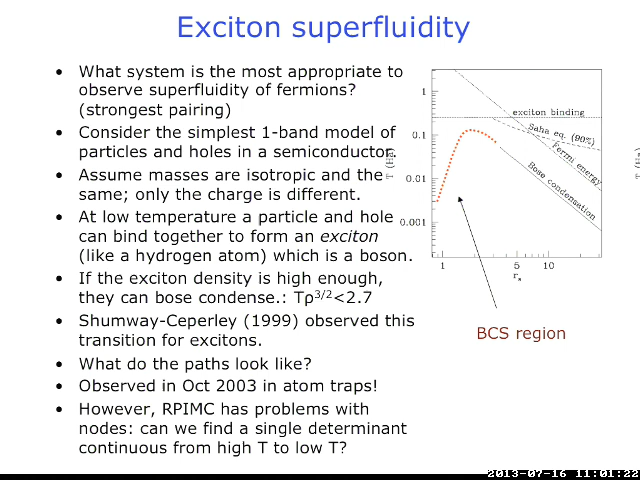 Exciton superfluidity
• What system is the most appropriate to
observe superfluidity of fermions?
(strongest pairing)
• Consider the simplest 1-band model of
particles and holes in a semiconductor.
• Assume masses are isotropic and the
same; only the charge is different.
• At low temperature a particle and hole
can bind together to form an exciton
(like a hydrogen atom) which is a boson.
• If the exciton density is high enough,
they can bose condense.: Tρ3/2<2.7
• Shumway-Ceperley (1999) observed this
transition for excitons.
• What do the paths look like?
• Observed in Oct 2003 in atom traps!
• However, RPIMC has problems with
nodes: can we find a single determinant
continuous from high T to low T?
1
0.1
0.01
0.001
T (Ha)
exciton binding
Saha eq. (90%)
Fermi energy
Bose condensation
1
5
10
rs
BCS region
T (Ha)
2013-07-16 11:01:22